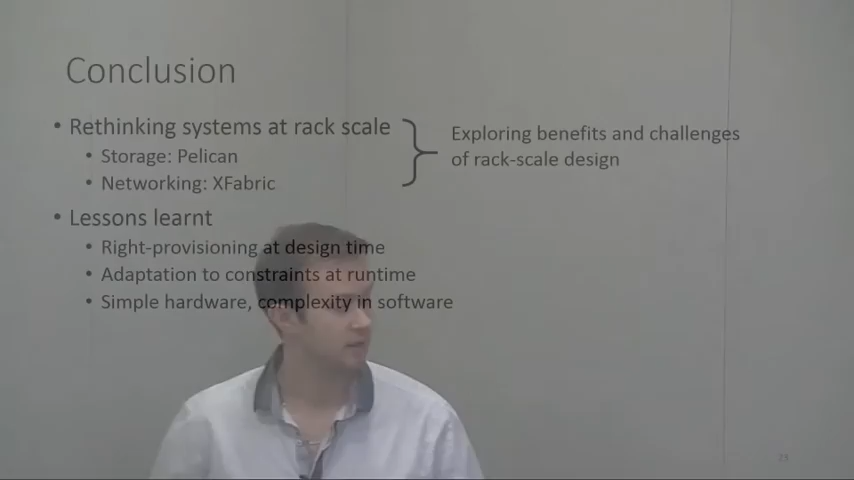 Conclusion
• Rethinking systems at rack scale
• Storage: Pelican
• Networking: XFabric
Exploring benefits and challenges
of rack-scale design
• Lessons learnt
• Right-provisioning at design time
• Adaptation to constraints at runtime
• Simple hardware, complexity in software